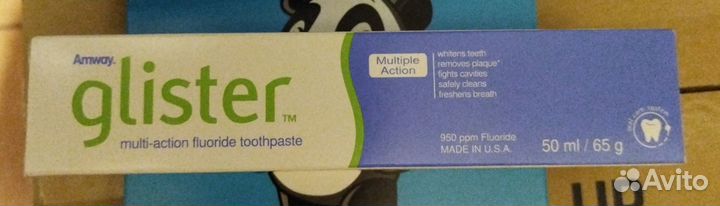 Amway.
glister™
multi-action fluoride toothpaste
Multiple
Action
whitens teeth
removes plaque*
fights cavities
safely cleans
freshens breath
950 ppm Fluoride
MADE IN U.S.A.
50 ml / 65 g
UP
Avito